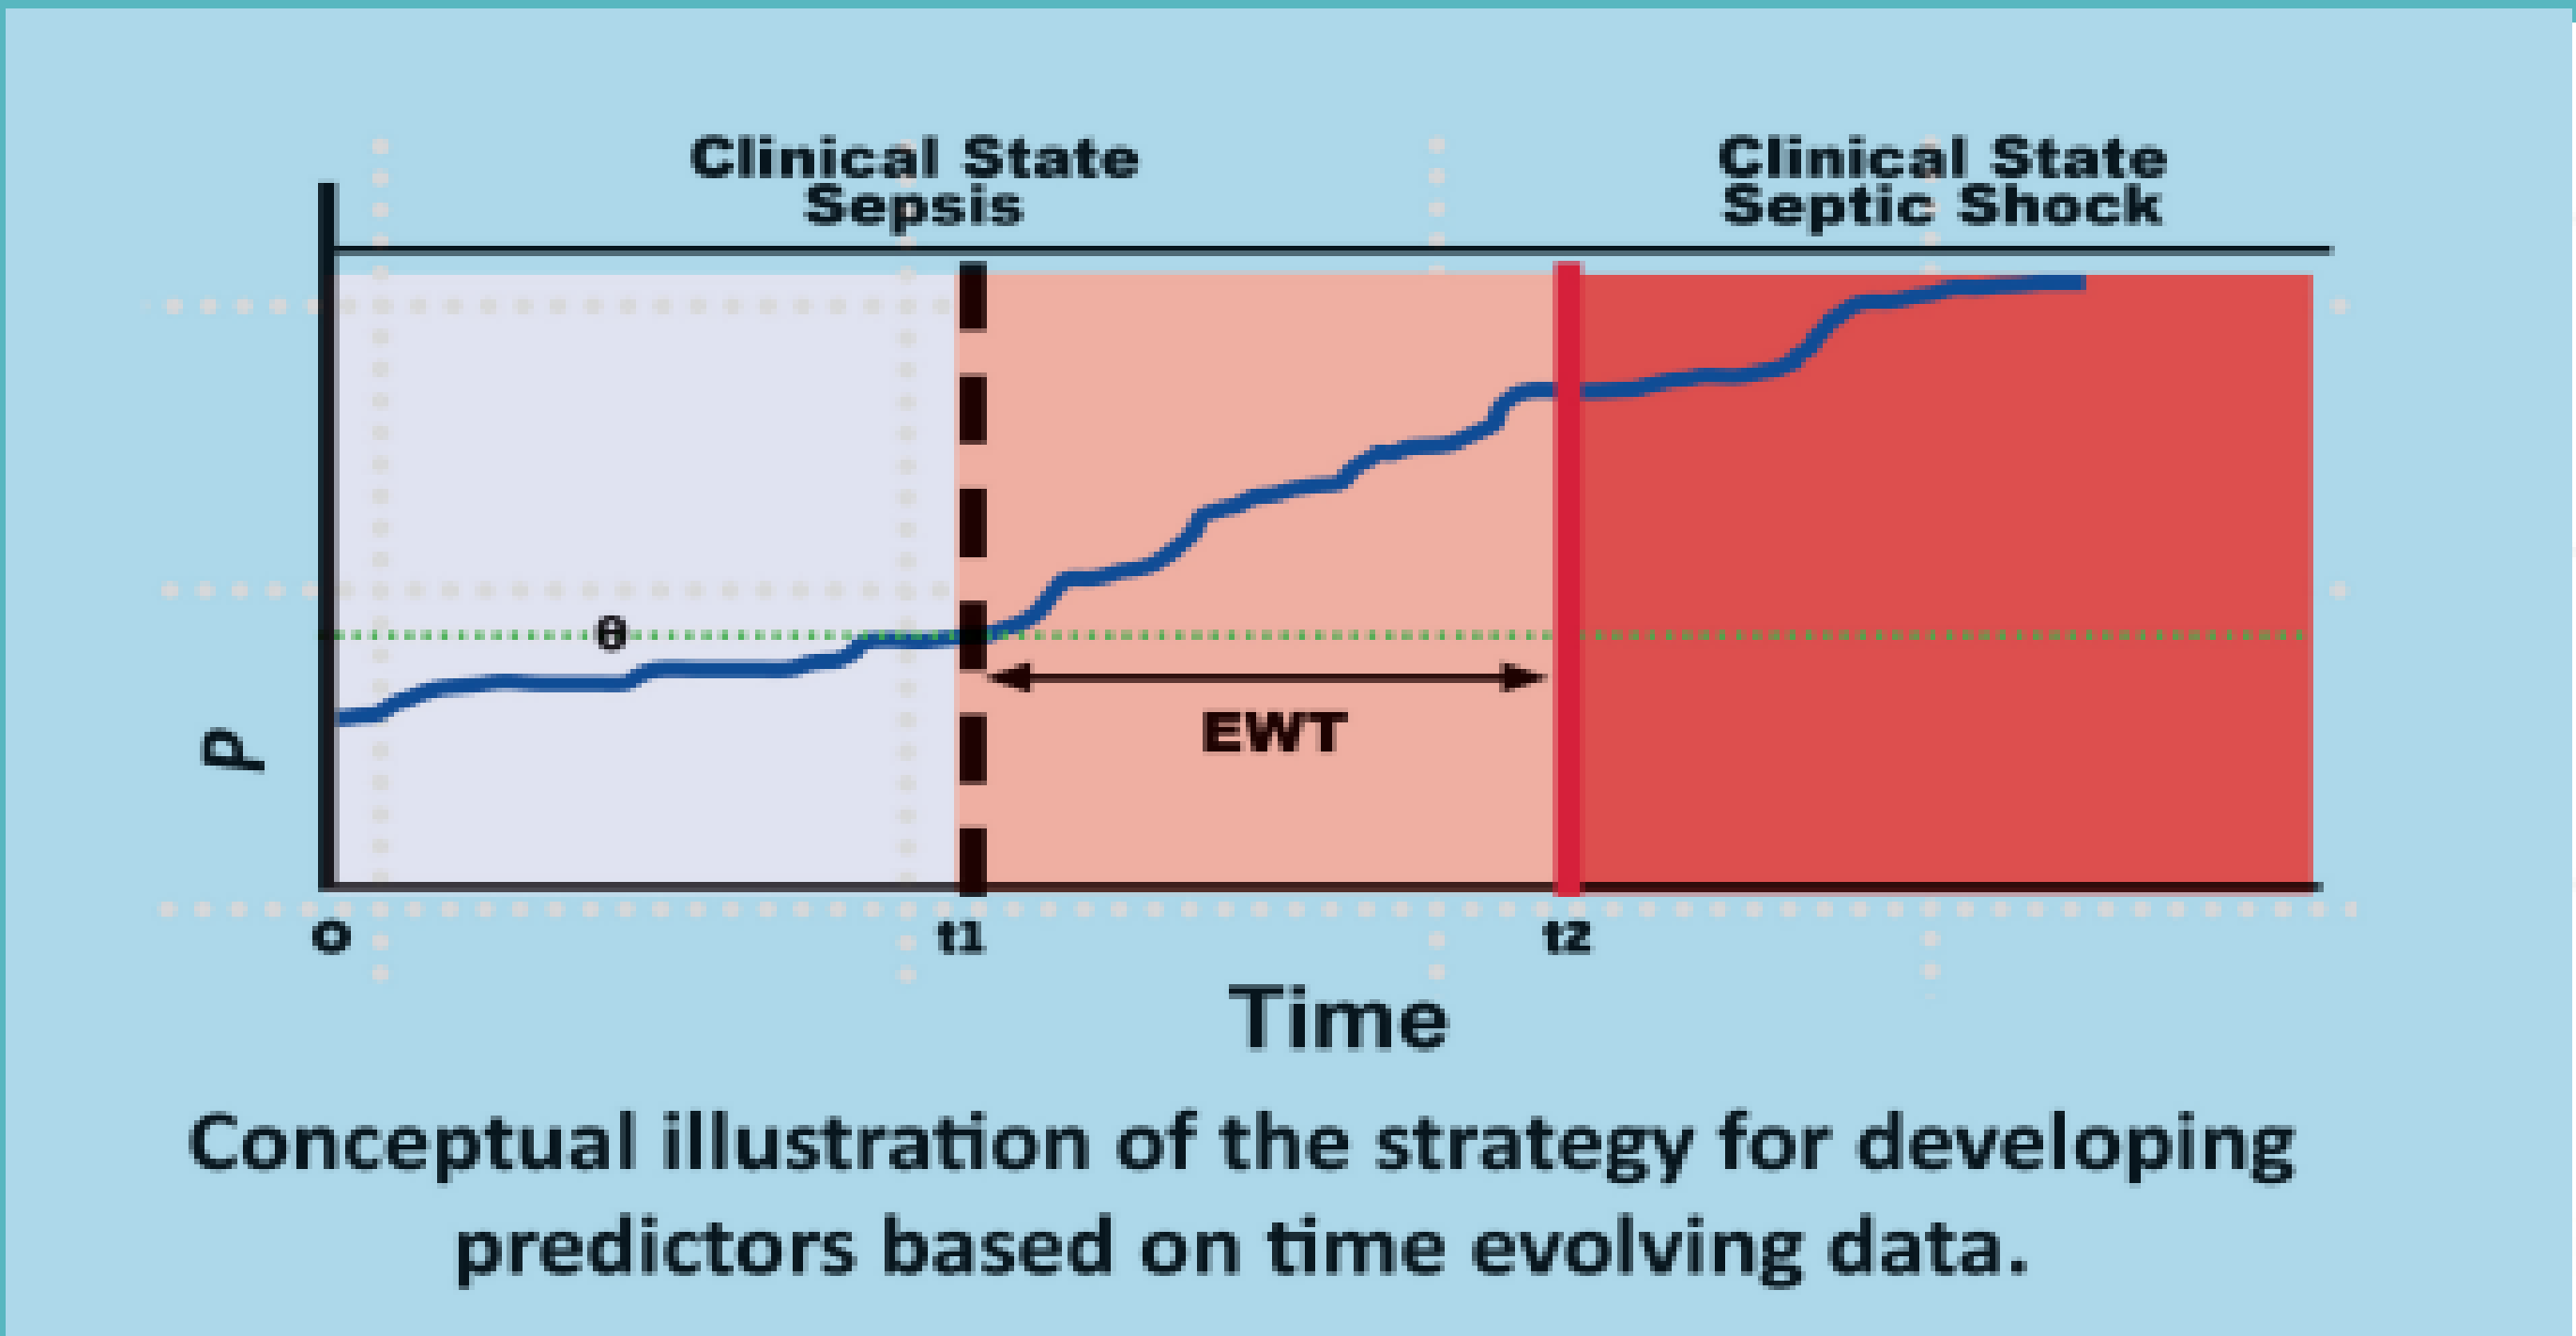 Clinical State
Sepsis
Clinical State
Septic Shock
θ
EWT
p
0
t1
t2
Time
Conceptual illustration of the strategy for developing
predictors based on time evolving data.